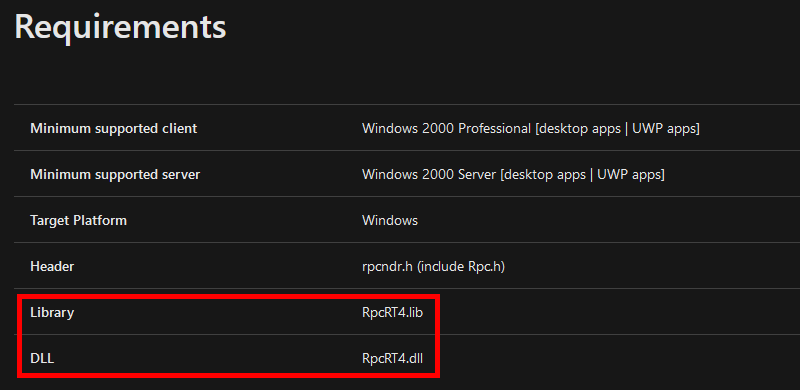 Requirements
Minimum supported client Windows 2000 Professional [desktop apps | UWP apps]
Minimum supported server Windows 2000 Server [desktop apps | UWP apps]
Target Platform Windows
Header rpcndr.h (include Rpc.h)
Library RpcRT4.lib
DLL RpcRT4.dll